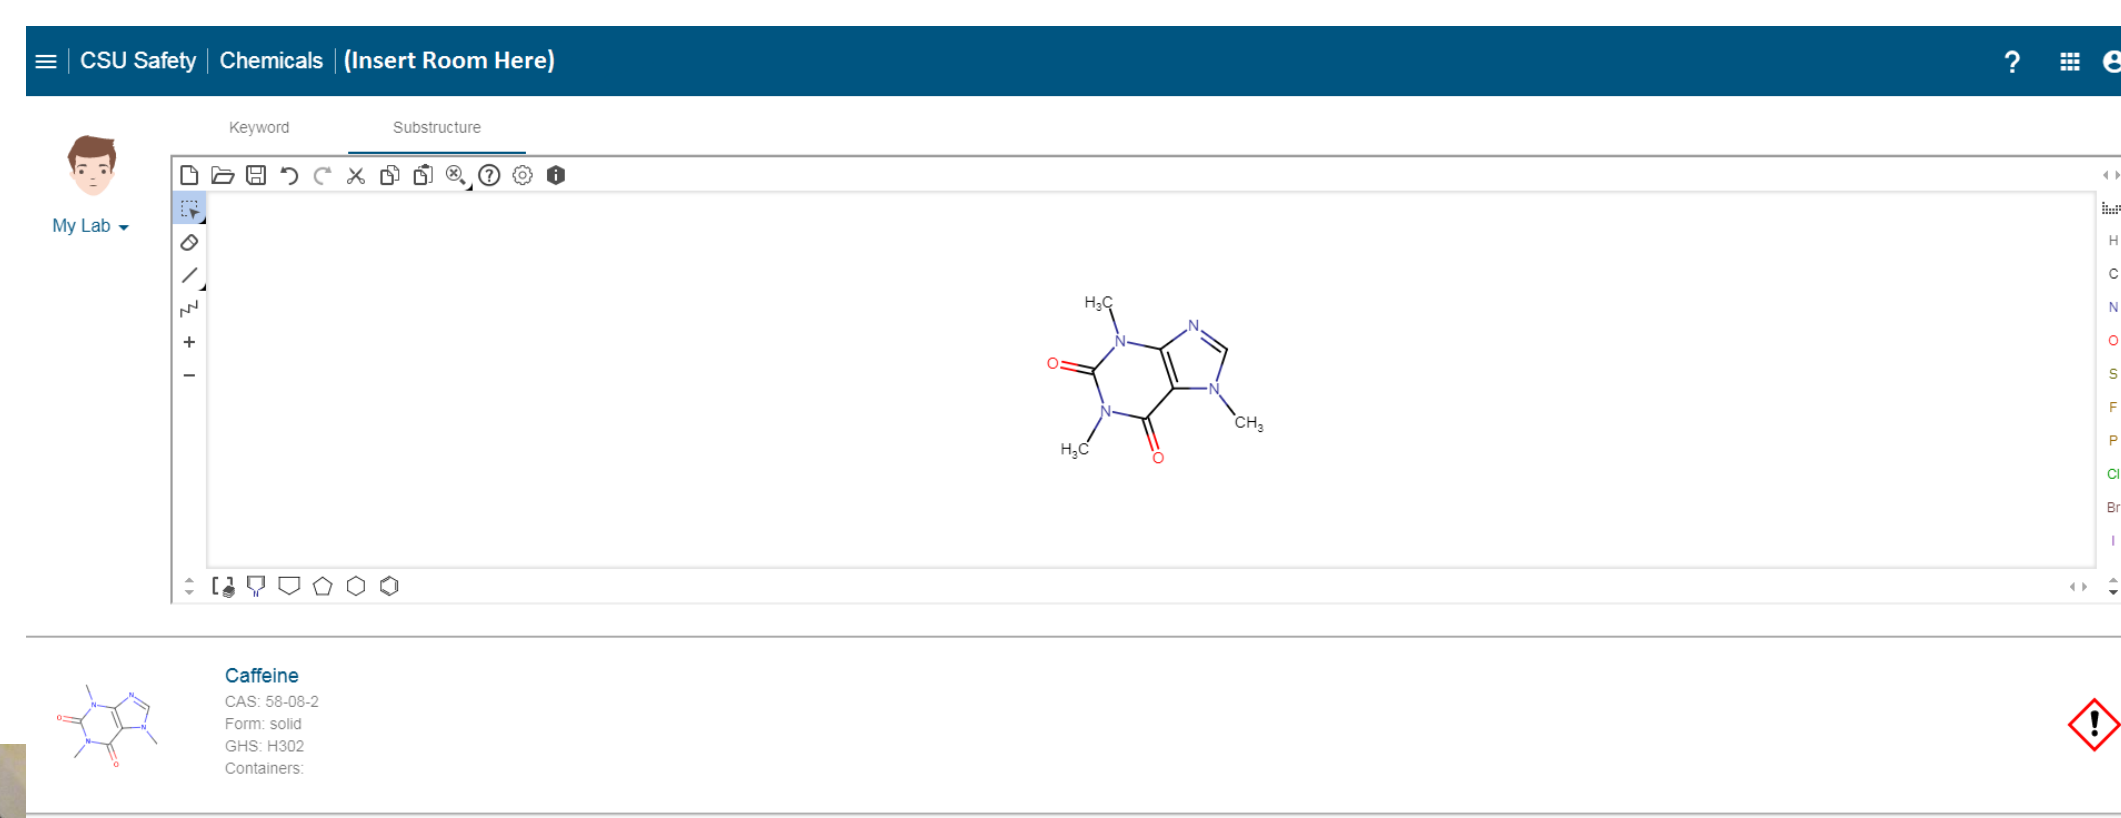 CSU Safety | Chemicals | (Insert Room Here) ?
Keyword Substructure
My Lab
H
C
N
O
S
F
P
Cl
Br
I
H₃C
N
N
O
N
N
CH₃
H₃C
O
Caffeine
CAS: 58-08-2
Form: solid
GHS: H302
Containers:
N
N
O
N
N
O
!